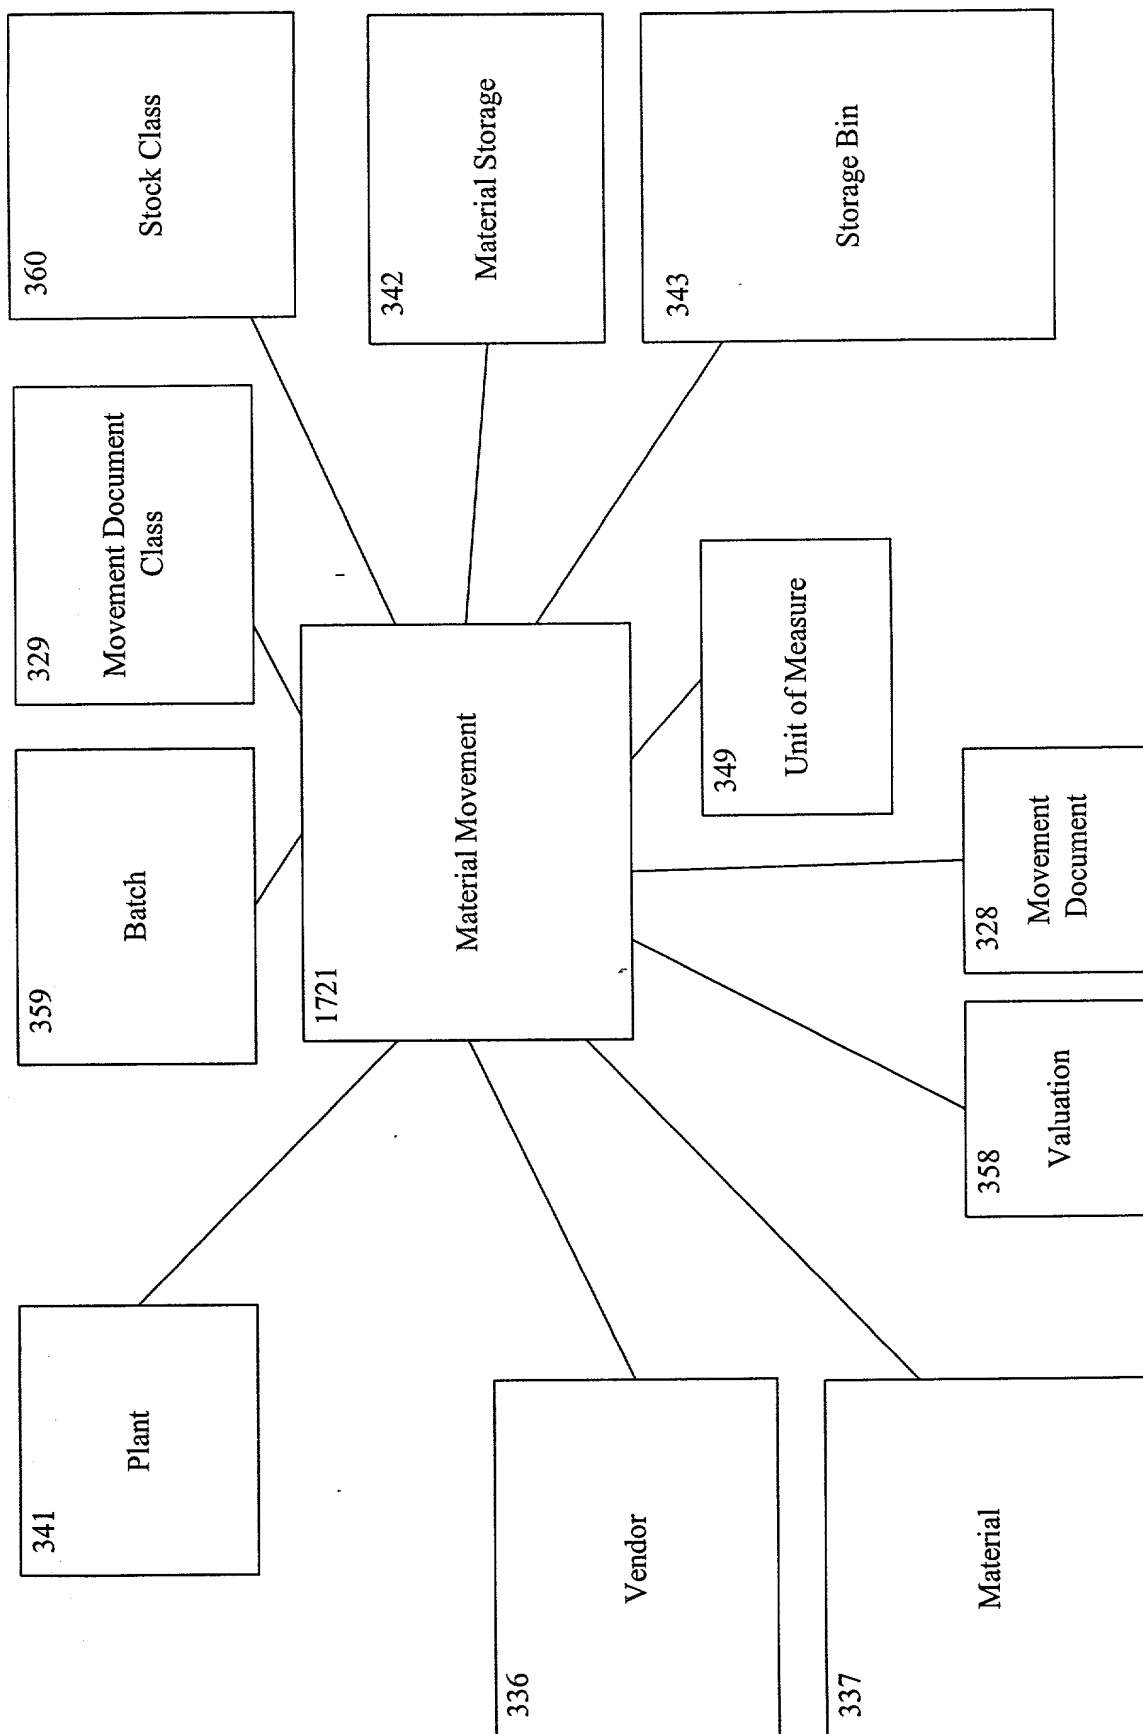 341
Plant
359
Batch
329
Movement Document
Class
360
Stock Class
1721
Material Movement
342
Material Storage
336
Vendor
343
Storage Bin
349
Unit of Measure
337
Material
358
Valuation
328
Movement
Document